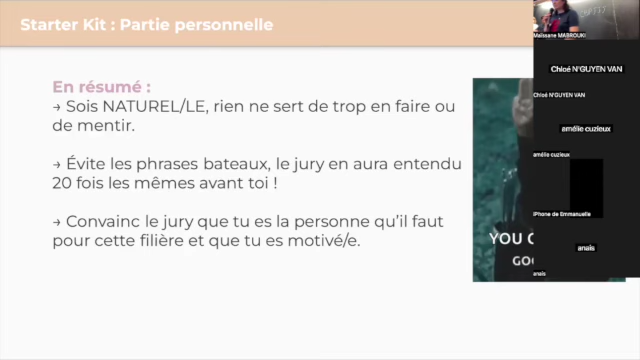 Starter Kit : Partie personnelle
En résumé :
→ Sois NATUREL/LE, rien ne sert de trop en faire ou
de mentir.
→ Évite les phrases bateaux, le jury en aura entendu
20 fois les mêmes avant toi !
→ Convainc le jury que tu es la personne qu'il faut
pour cette filière et que tu es motivé/e.
YOU
GO
Maïssane MABROUKI
Chloé N'GUYEN VAN
Chloé N'GUYEN VAN
amélie cuzieux
amélie cuzieux
iPhone de Emmanuelle
anaïs
anaïs